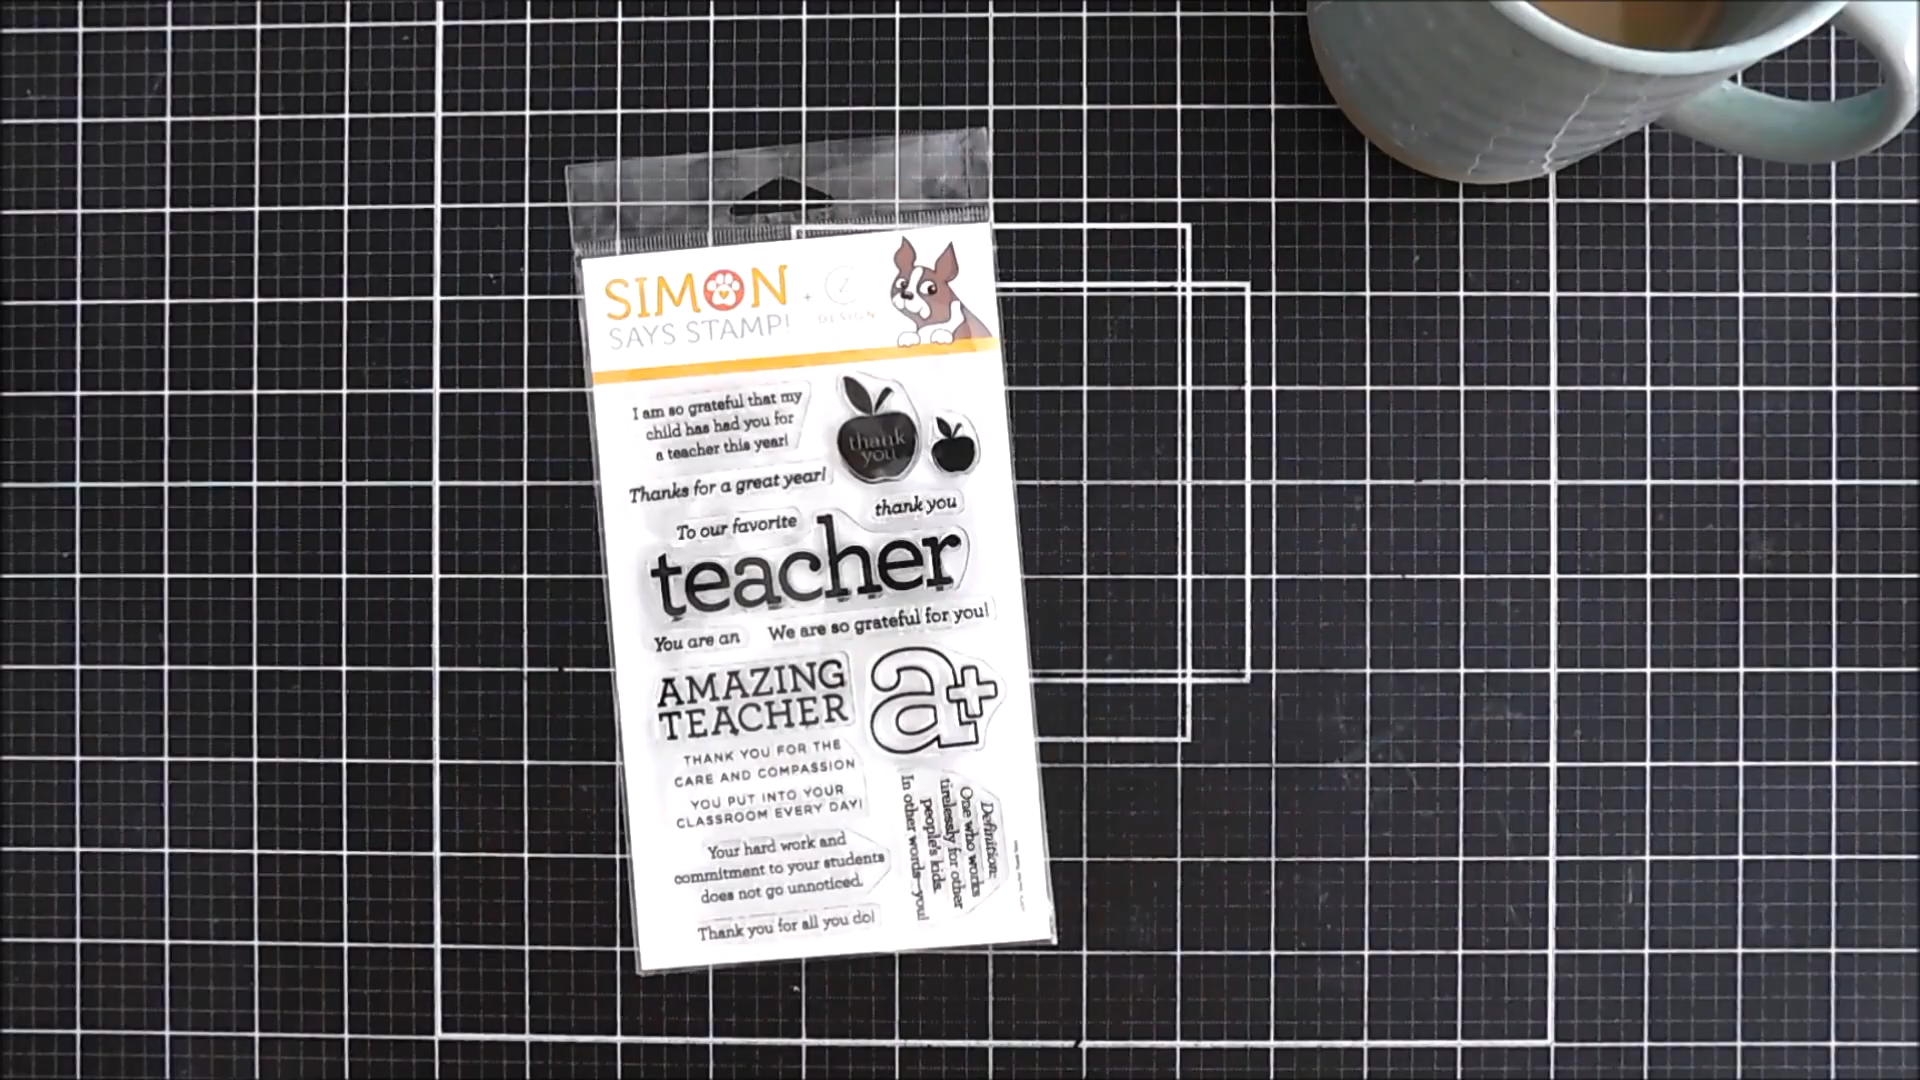 SIMON
SAYS STAMP!
+ CZ
DESIGN
I am so grateful that my
child has had you for
a teacher this year!
thank
you
Thanks for a great year!
thank you
To our favorite
teacher
You are an
We are so grateful for you!
AMAZING
TEACHER
a+
THANK YOU FOR THE
CARE AND COMPASSION
YOU PUT INTO YOUR
CLASSROOM EVERY DAY!
Definition:
One who works
tirelessly for other
people's kids.
In other words—you!
Your hard work and
commitment to your students
does not go unnoticed.
Thank you for all you do!